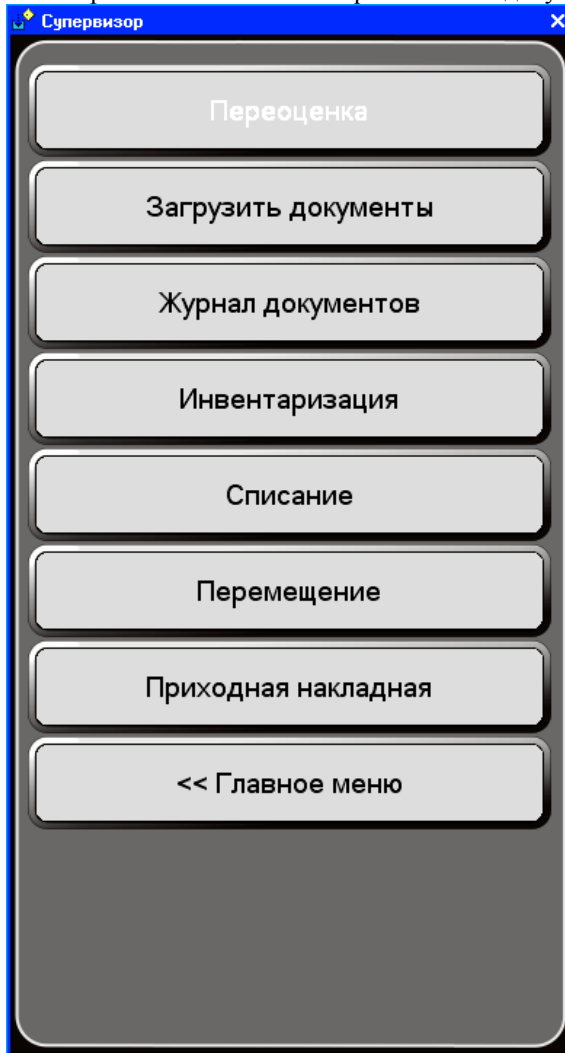 Супервизор
Переоценка
Загрузить документы
Журнал документов
Инвентаризация
Списание
Перемещение
Приходная накладная
<< Главное меню